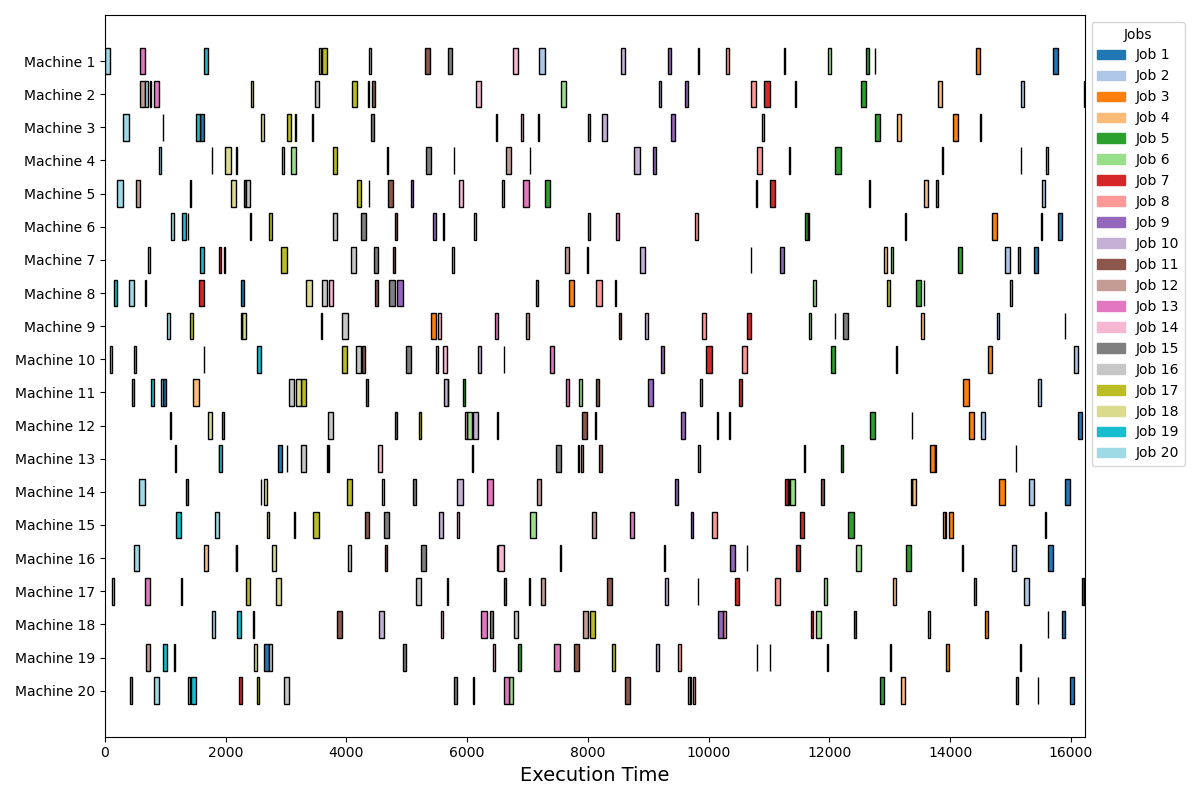 Machine 1
Machine 2
Machine 3
Machine 4
Machine 5
Machine 6
Machine 7
Machine 8
Machine 9
Machine 10
Machine 11
Machine 12
Machine 13
Machine 14
Machine 15
Machine 16
Machine 17
Machine 18
Machine 19
Machine 20
0 2000 4000 6000 8000 10000 12000 14000 16000
Execution Time
Jobs
Job 1
Job 2
Job 3
Job 4
Job 5
Job 6
Job 7
Job 8
Job 9
Job 10
Job 11
Job 12
Job 13
Job 14
Job 15
Job 16
Job 17
Job 18
Job 19
Job 20